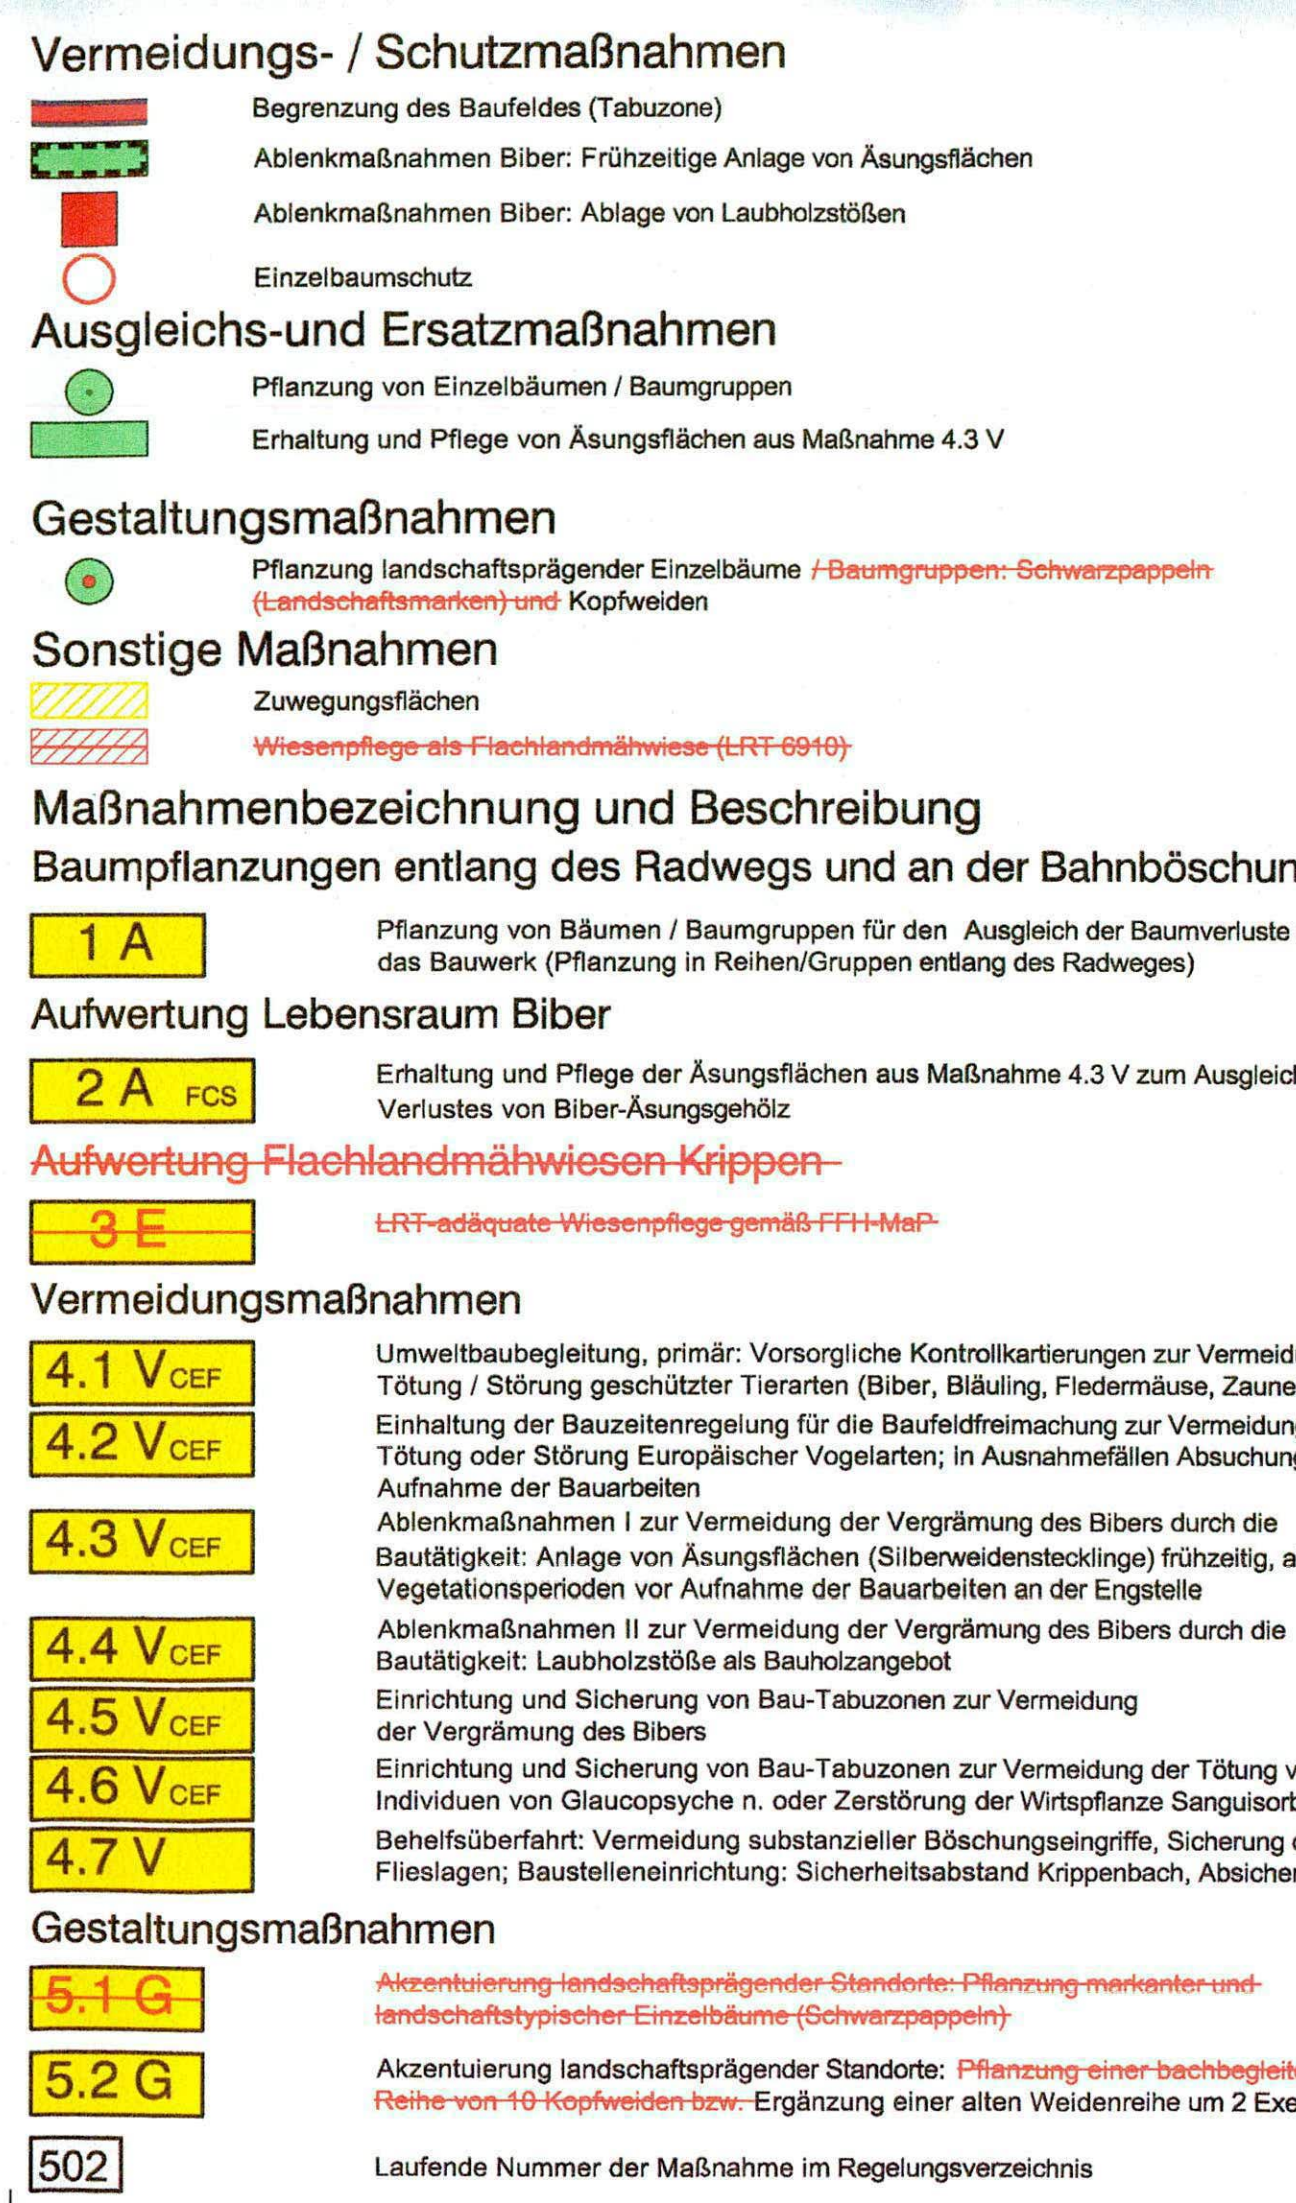 Vermeidungs- / Schutzmaßnahmen
Begrenzung des Baufeldes (Tabuzone)
Ablenkmaßnahmen Biber: Frühzeitige Anlage von Äsungsflächen
Ablenkmaßnahmen Biber: Ablage von Laubholzstößen
Einzelbaumschutz
Ausgleichs-und Ersatzmaßnahmen
Pflanzung von Einzelbäumen / Baumgruppen
Erhaltung und Pflege von Äsungsflächen aus Maßnahme 4.3 V
Gestaltungsmaßnahmen
Pflanzung landschaftsprägender Einzelbäume / Baumgruppen: Schwarzpappeln
(Landschaftsmarken) und Kopfweiden
Sonstige Maßnahmen
Zuwegungsflächen
Wiesenpflege als Flachlandmähwiese (LRT 6910)
Maßnahmenbezeichnung und Beschreibung
Baumpflanzungen entlang des Radwegs und an der Bahnböschun
1 A
Pflanzung von Bäumen / Baumgruppen für den Ausgleich der Baumverluste
das Bauwerk (Pflanzung in Reihen/Gruppen entlang des Radweges)
Aufwertung Lebensraum Biber
2 A FCS
Erhaltung und Pflege der Äsungsflächen aus Maßnahme 4.3 V zum Ausgleich
Verlustes von Biber-Äsungsgehölz
Aufwertung Flachlandmähwiesen Krippen
3 E
LRT-adäquate Wiesenpflege gemäß FFH-MaP
Vermeidungsmaßnahmen
4.1 V CEF
Umweltbaubegleitung, primär: Vorsorgliche Kontrollkartierungen zur Vermeid
Tötung / Störung geschützter Tierarten (Biber, Bläuling, Fledermäuse, Zaune
4.2 V CEF
Einhaltung der Bauzeitenregelung für die Baufeldfreimachung zur Vermeidung
Tötung oder Störung Europäischer Vogelarten; in Ausnahmefällen Absuchung
Aufnahme der Bauarbeiten
4.3 V CEF
Ablenkmaßnahmen I zur Vermeidung der Vergrämung des Bibers durch die
Bautätigkeit: Anlage von Äsungsflächen (Silberweidenstecklinge) frühzeitig, a
Vegetationsperioden vor Aufnahme der Bauarbeiten an der Engstelle
4.4 V CEF
Ablenkmaßnahmen II zur Vermeidung der Vergrämung des Bibers durch die
Bautätigkeit: Laubholzstöße als Bauholzangebot
4.5 V CEF
Einrichtung und Sicherung von Bau-Tabuzonen zur Vermeidung
der Vergrämung des Bibers
4.6 V CEF
Einrichtung und Sicherung von Bau-Tabuzonen zur Vermeidung der Tötung v
Individuen von Glaucopsyche n. oder Zerstörung der Wirtspflanze Sanguisorb
4.7 V
Behelfsüberfahrt: Vermeidung substanzieller Böschungseingriffe, Sicherung d
Flieslagen; Baustelleneinrichtung: Sicherheitsabstand Krippenbach, Absicher
Gestaltungsmaßnahmen
5.1 G
Akzentuierung landschaftsprägender Standorte: Pflanzung markanter und
landschaftstypischer Einzelbäume (Schwarzpappeln)
5.2 G
Akzentuierung landschaftsprägender Standorte: Pflanzung einer bachbegleite
Reihe von 10 Kopfweiden bzw. Ergänzung einer alten Weidenreihe um 2 Exe
502
Laufende Nummer der Maßnahme im Regelungsverzeichnis